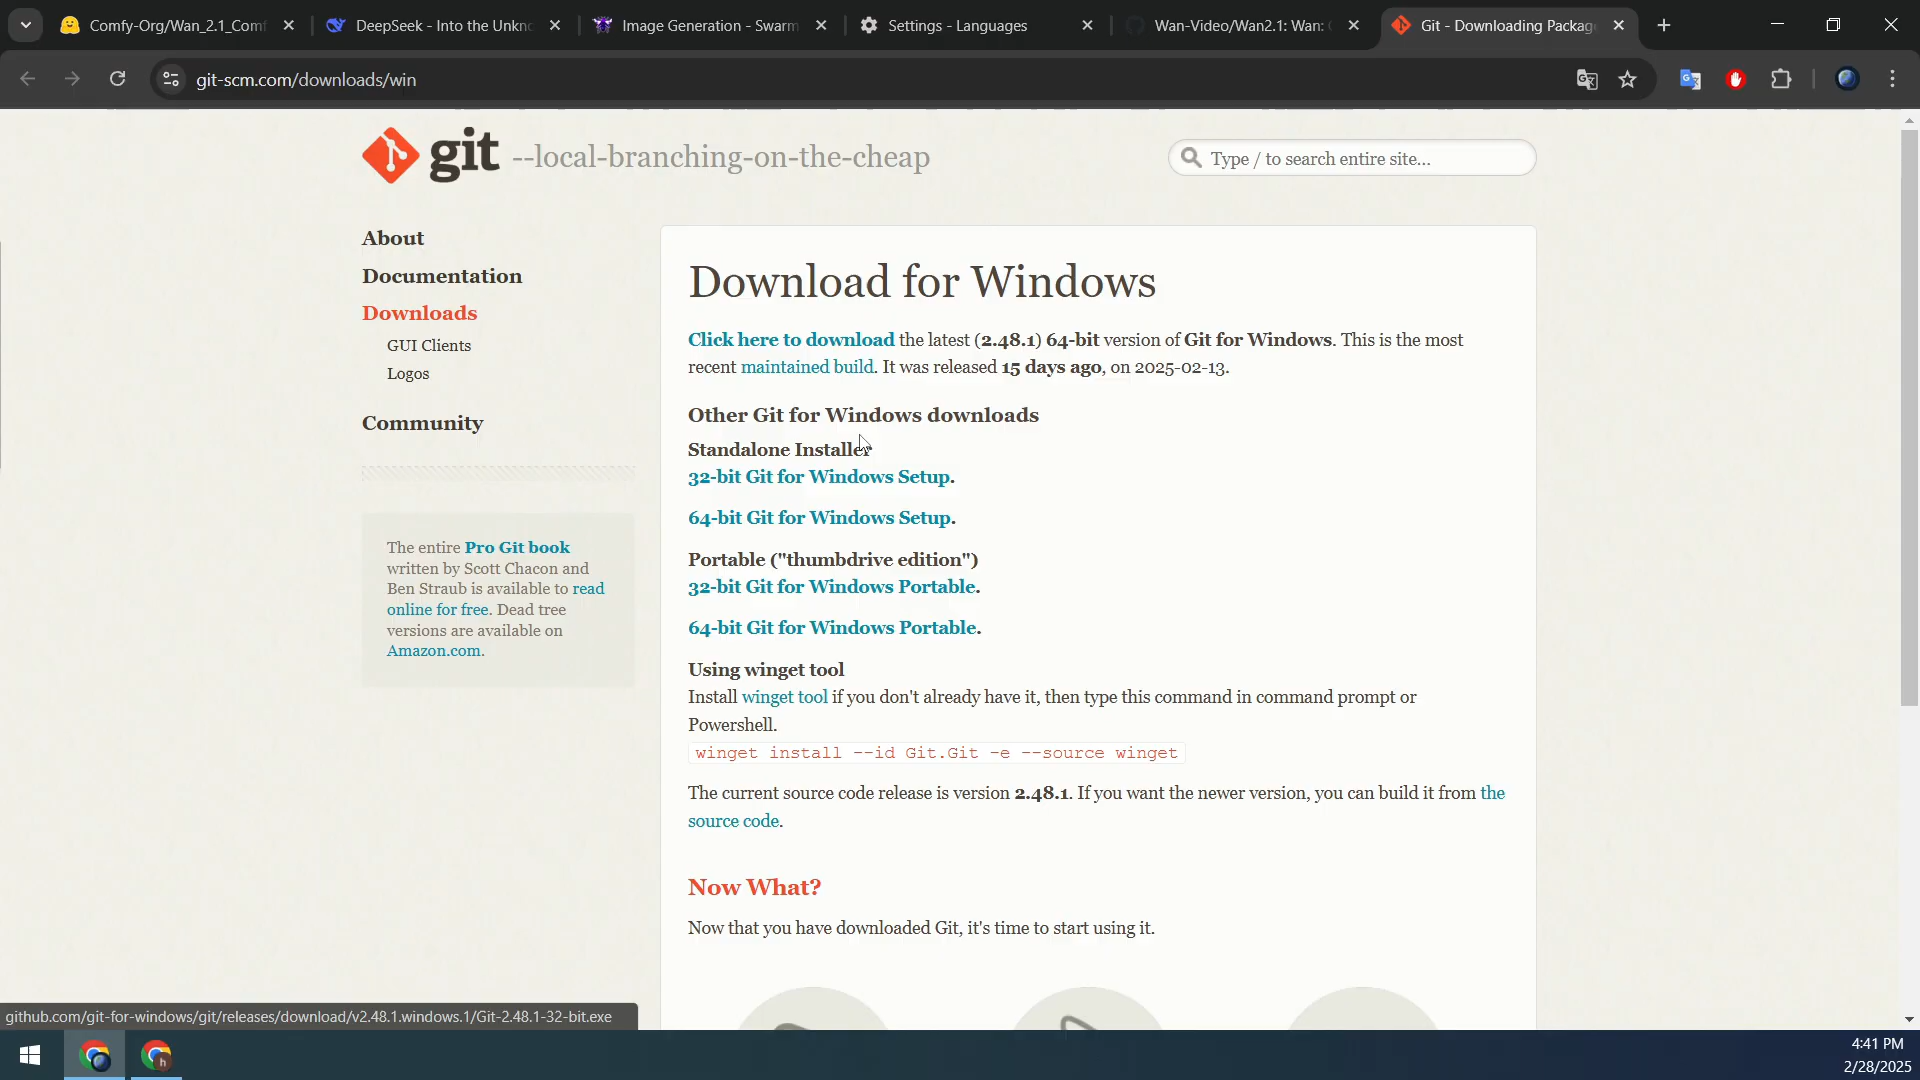 Comfy-Org/Wan_2.1_Comf
DeepSeek - Into the Unkno
Image Generation - Swarm
Settings - Languages
Wan-Video/Wan2.1: Wan:
Git - Downloading Package
git-scm.com/downloads/win
git --local-branching-on-the-cheap
Type / to search entire site...
About
Documentation
Downloads
GUI Clients
Logos
Community
The entire Pro Git book
written by Scott Chacon and
Ben Straub is available to read
online for free. Dead tree
versions are available on
Amazon.com.
Download for Windows
Click here to download the latest (2.48.1) 64-bit version of Git for Windows. This is the most
recent maintained build. It was released 15 days ago, on 2025-02-13.
Other Git for Windows downloads
Standalone Installer
32-bit Git for Windows Setup.
64-bit Git for Windows Setup.
Portable ("thumbdrive edition")
32-bit Git for Windows Portable.
64-bit Git for Windows Portable.
Using winget tool
Install winget tool if you don't already have it, then type this command in command prompt or
Powershell.
winget install --id Git.Git -e --source winget
The current source code release is version 2.48.1. If you want the newer version, you can build it from the
source code.
Now What?
Now that you have downloaded Git, it's time to start using it.
github.com/git-for-windows/git/releases/download/v2.48.1.windows.1/Git-2.48.1-32-bit.exe
4:41 PM
2/28/2025